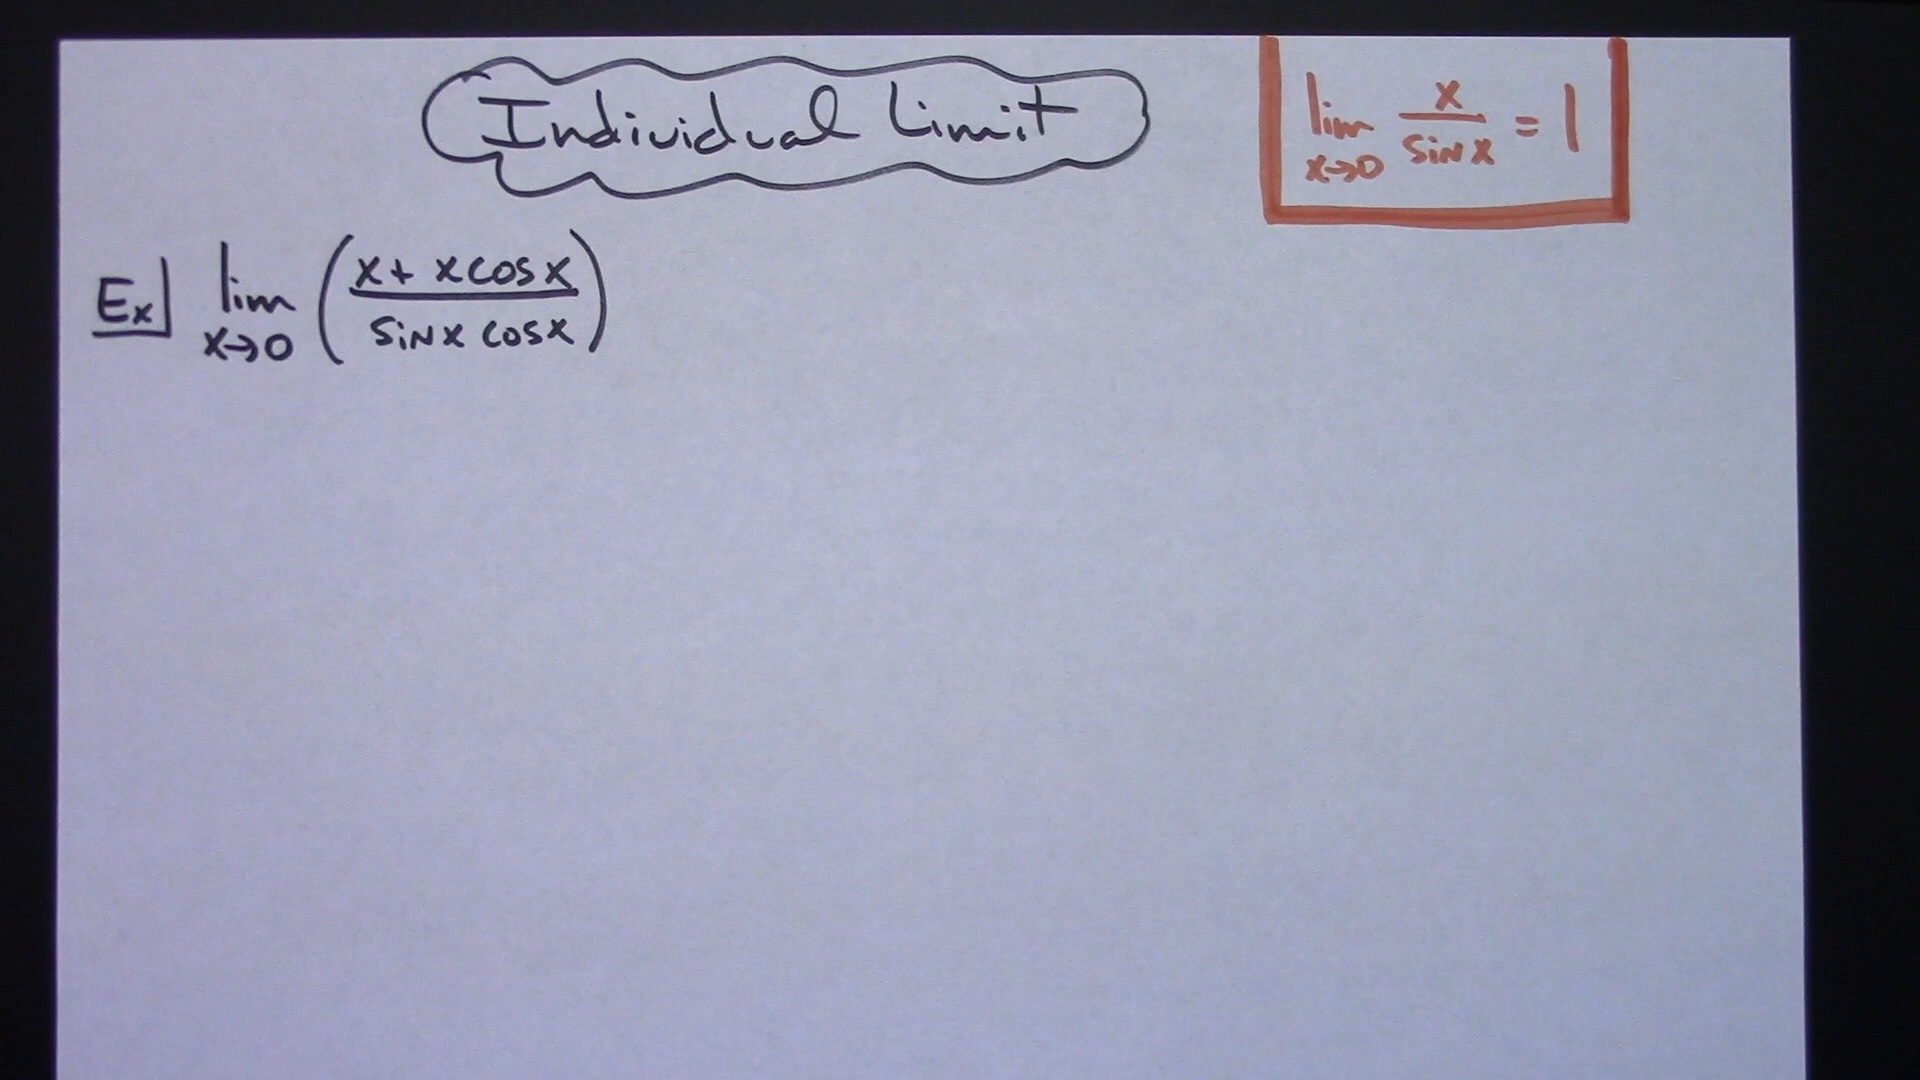 Individual Limit
lim x→0 x/sin x = 1
Ex] lim x→0 (x + x cos x / sin x cos x)